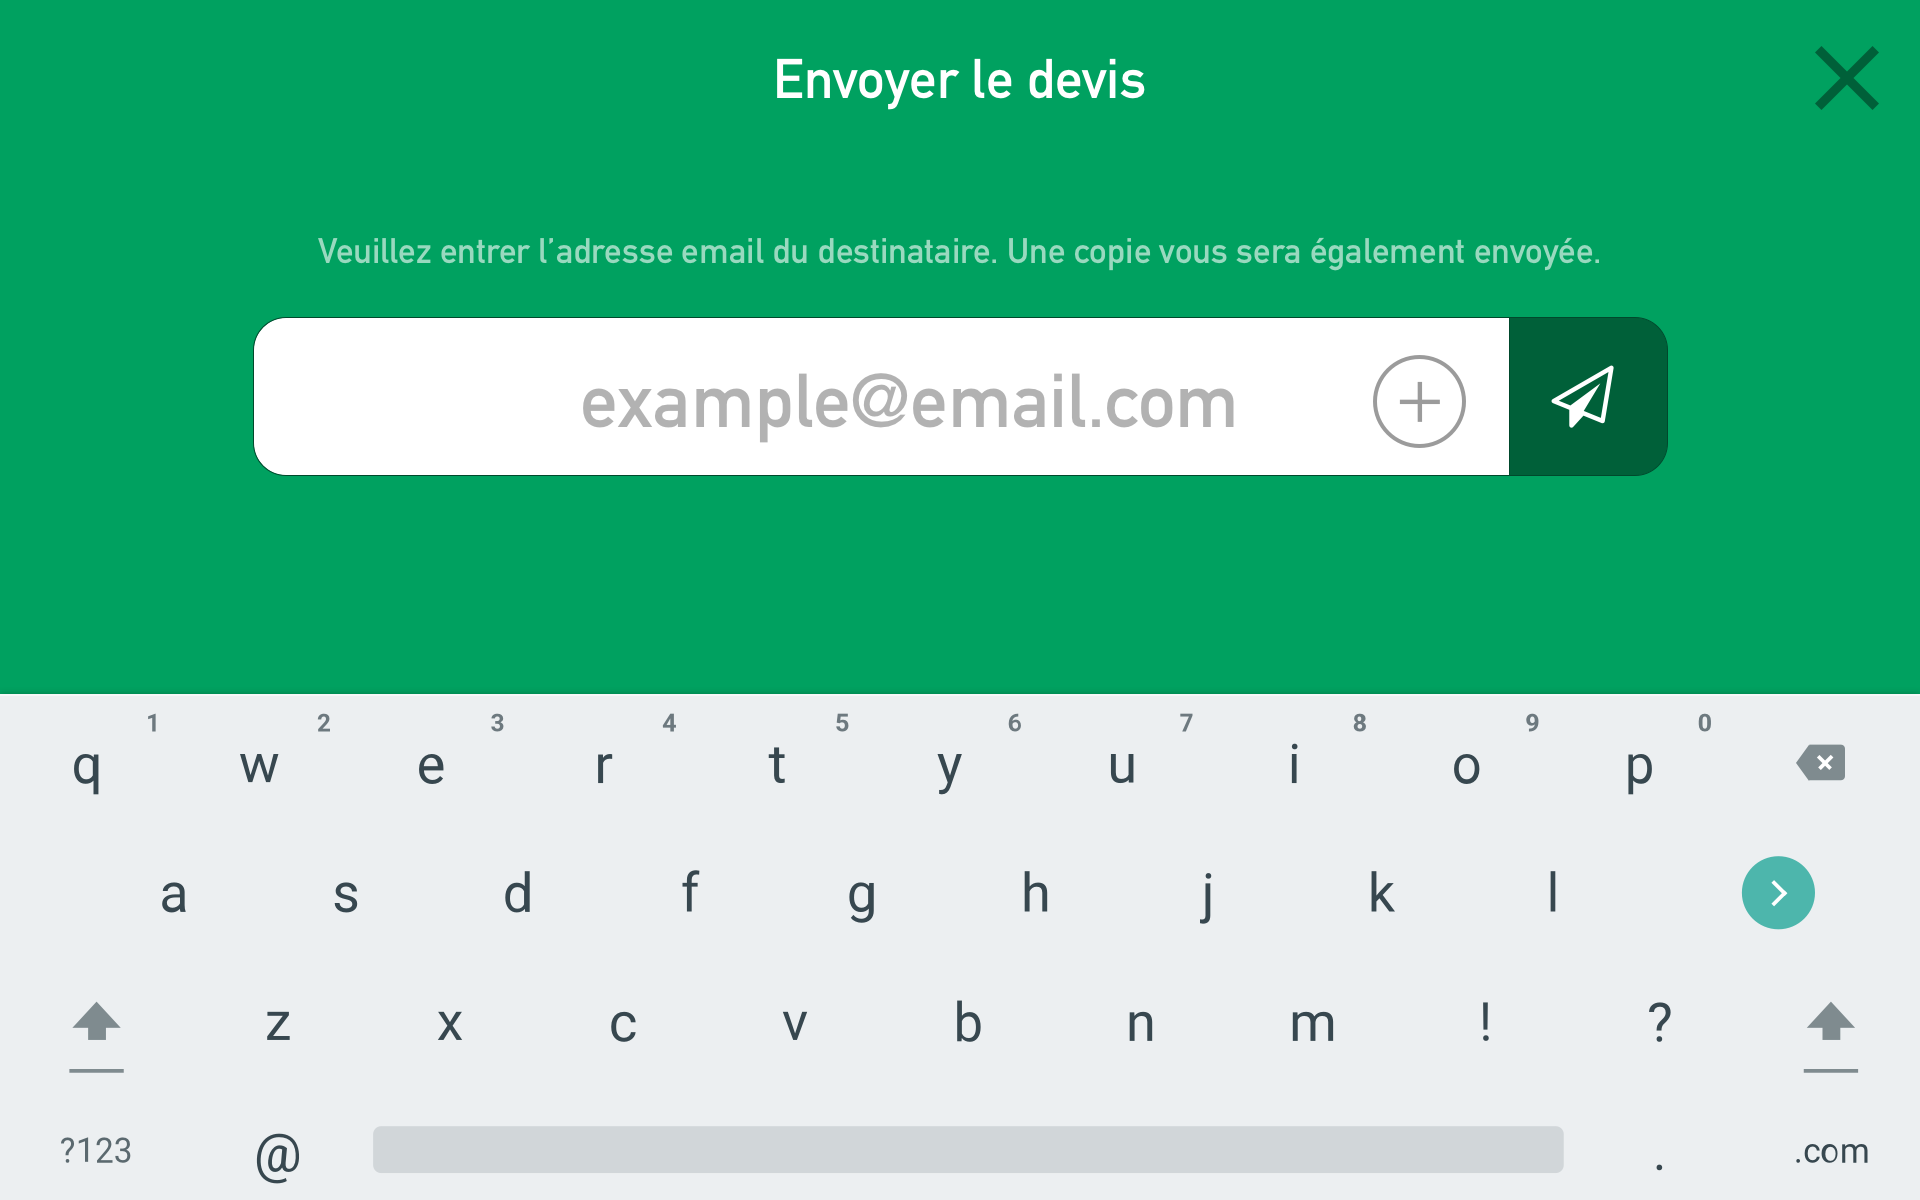 Envoyer le devis
Veuillez entrer l’adresse email du destinataire. Une copie vous sera également envoyée.
example@email.com
1 2 3 4 5 6 7 8 9 0
q w e r t y u i o p
a s d f g h j k l
z x c v b n m ! ?
?123 @ . .com